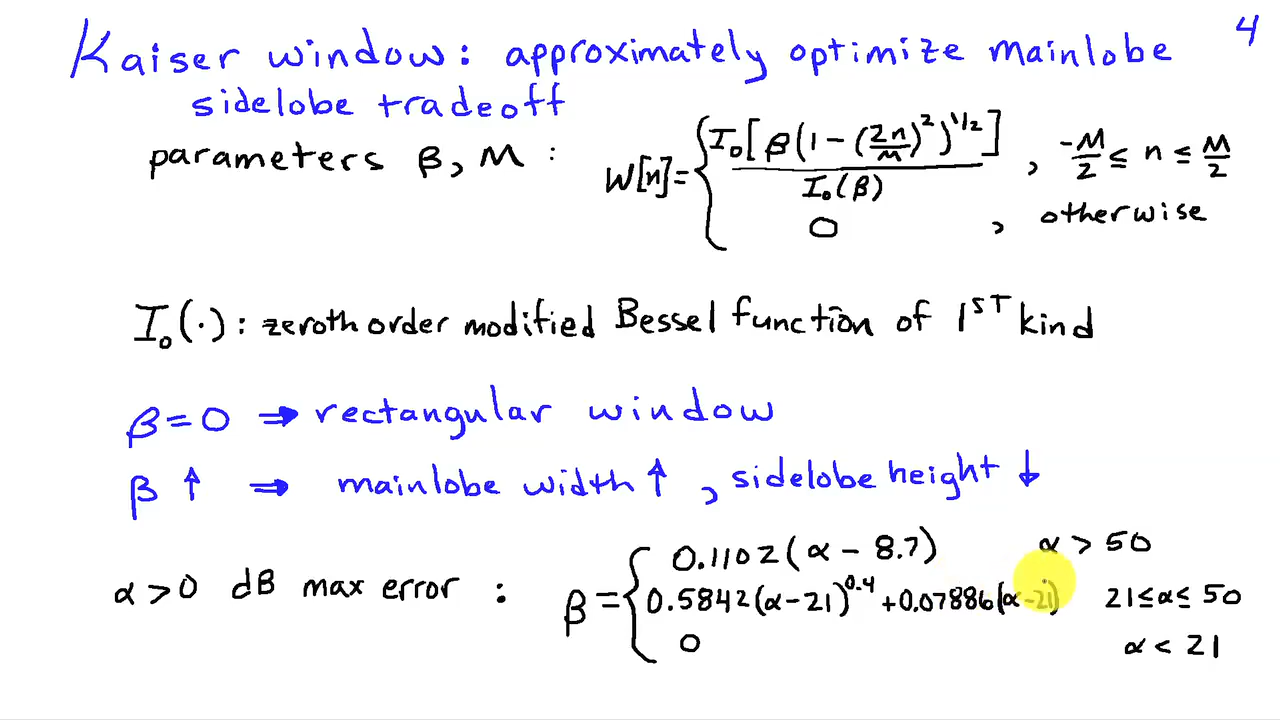 4
Kaiser window: approximately optimize mainlobe
sidelobe tradeoff
parameters β, M : w[n] = { I₀[β(1-(2n/M)²)^1/2] / I₀(β) , -M/2 ≤ n ≤ M/2
0 , otherwise
I₀(·) : zeroth order modified Bessel function of 1ST kind
β = 0 ⇒ rectangular window
β ↑ ⇒ mainlobe width ↑ , sidelobe height ↓
α > 0 dB max error : β = { 0.1102(α - 8.7) α > 50
0.5842(α-21)^0.4 + 0.07886(α-21) 21 ≤ α ≤ 50
0 α < 21